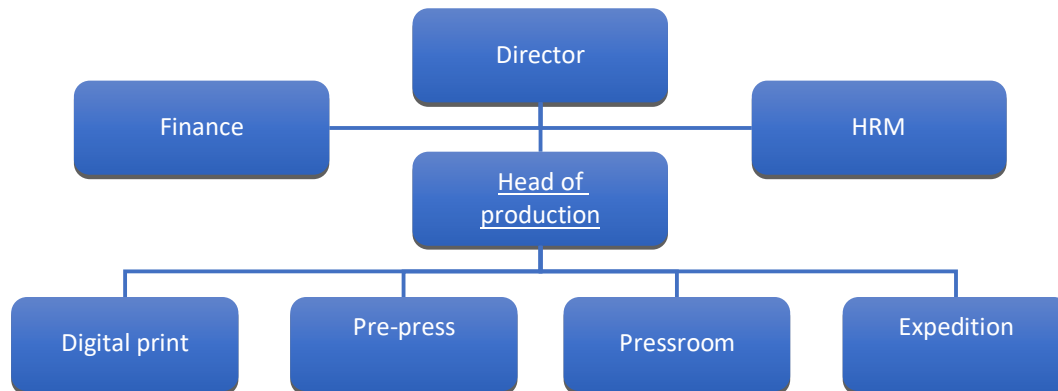 Director
Finance
HRM
Head of
production
Digital print
Pre-press
Pressroom
Expedition